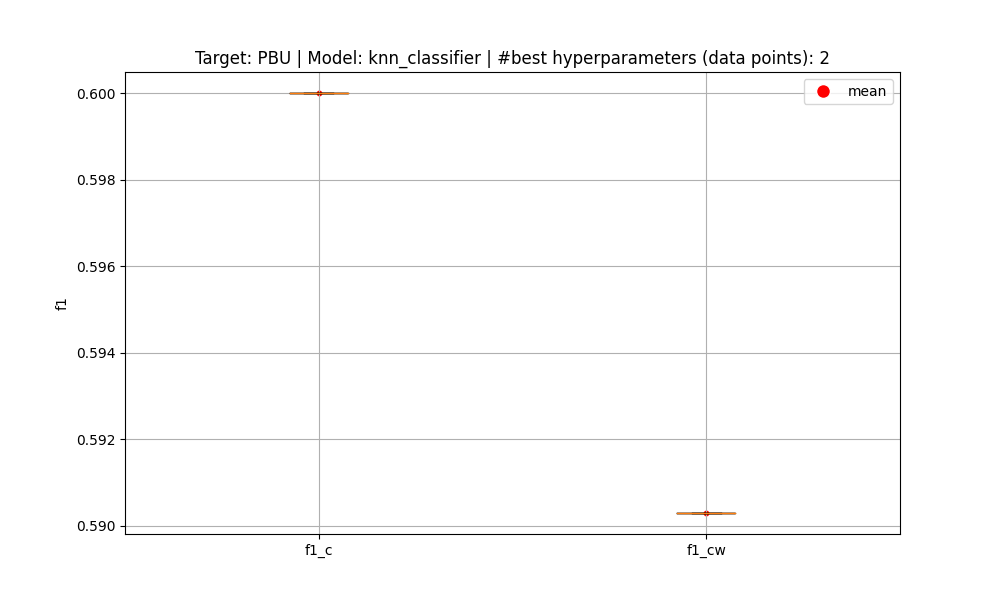 Target: PBU | Model: knn_classifier | #best hyperparameters (data points): 2
mean
0.600
0.598
0.596
0.594
0.592
0.590
f1
f1_c
f1_cw